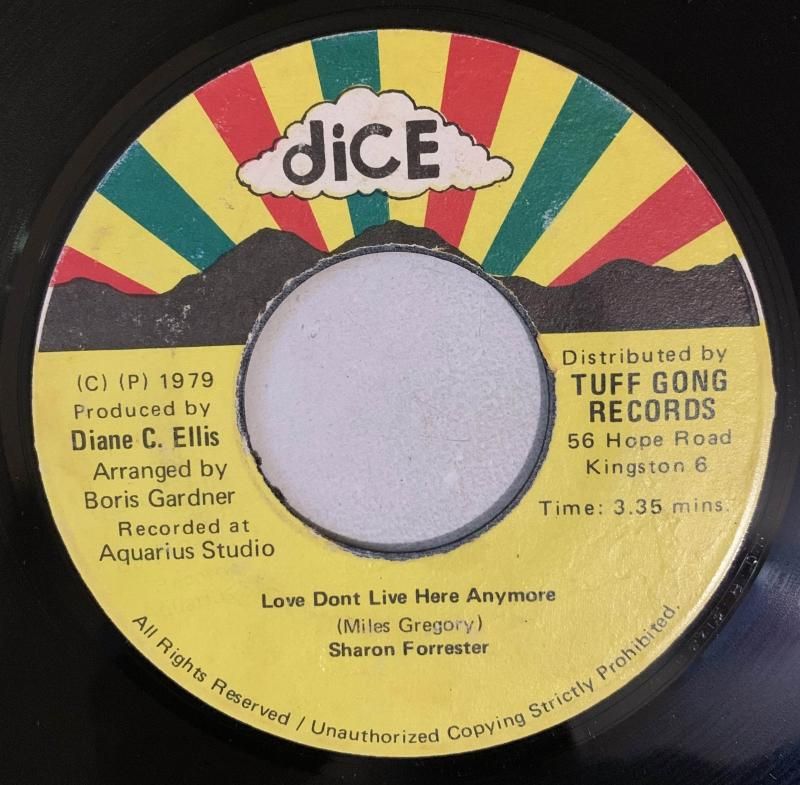 diCE
(C) (P) 1979
Produced by
Diane C. Ellis
Arranged by
Boris Gardner
Recorded at
Aquarius Studio
Distributed by
TUFF GONG
RECORDS
56 Hope Road
Kingston 6
Time: 3.35 mins.
Love Dont Live Here Anymore
(Miles Gregory)
Sharon Forrester
All Rights Reserved / Unauthorized Copying Strictly Prohibited.